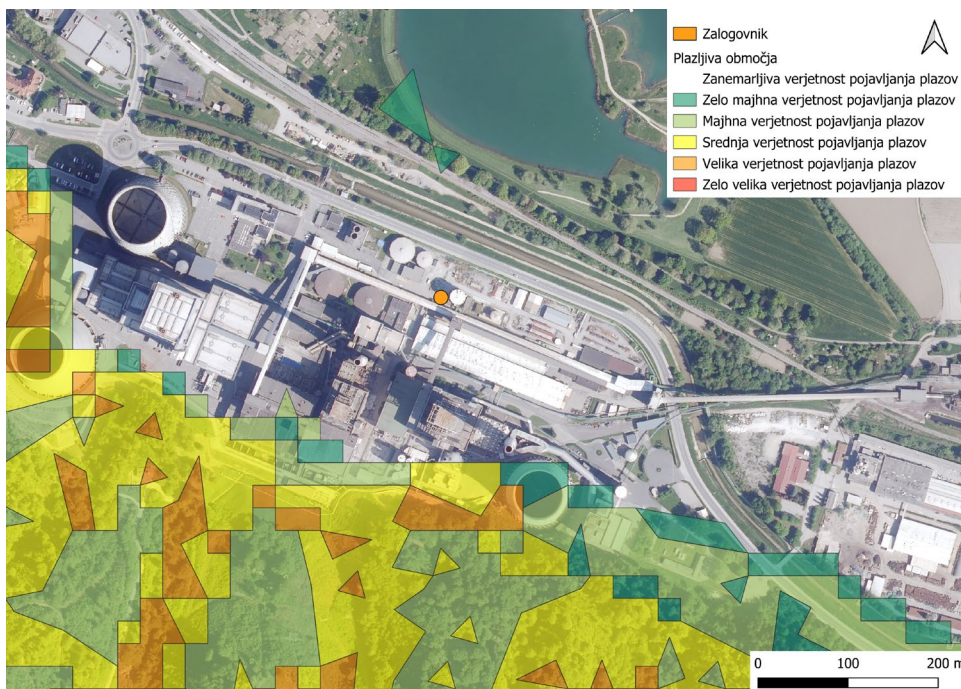 Zalogovnik
Plazljiva območja
Zanemarljiva verjetnost pojavljanja plazov
Zelo majhna verjetnost pojavljanja plazov
Majhna verjetnost pojavljanja plazov
Srednja verjetnost pojavljanja plazov
Velika verjetnost pojavljanja plazov
Zelo velika verjetnost pojavljanja plazov
0 100 200 m